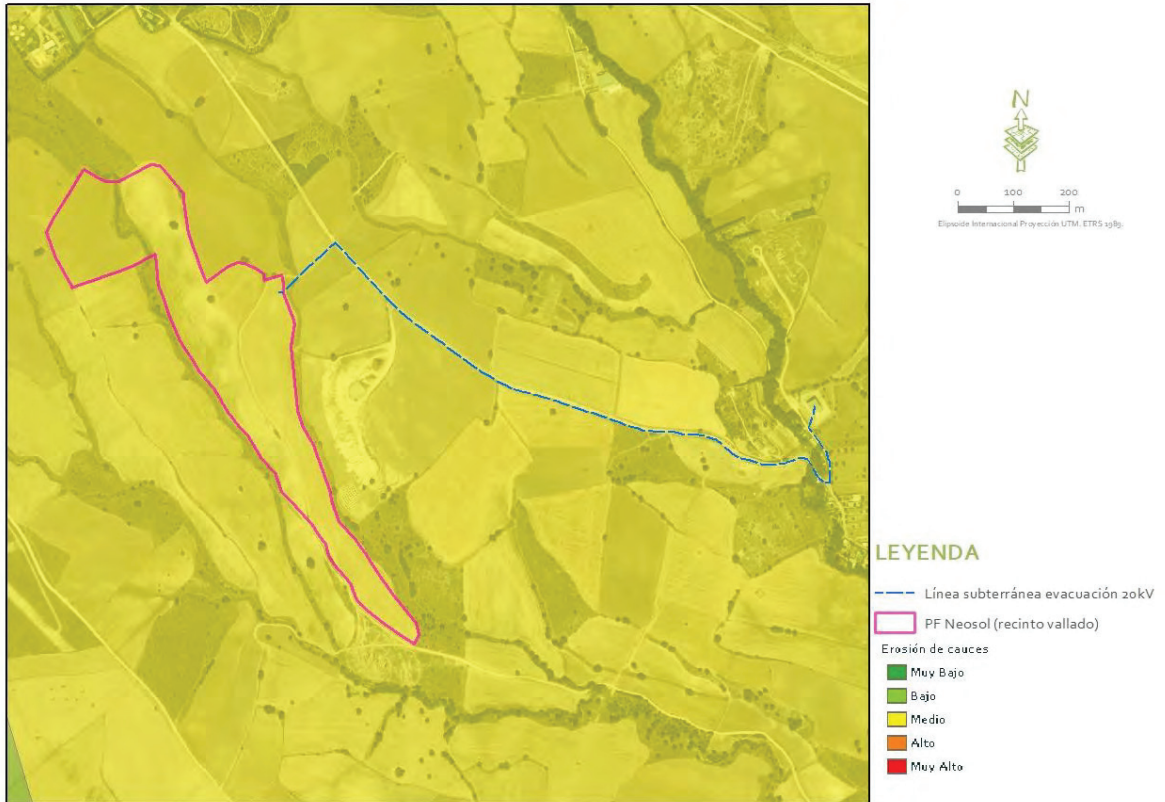 N
0 100 200
m
Elipsoide Internacional Proyección UTM. ETRS 1989.
LEYENDA
Línea subterránea evacuación 20kV
PF Neosol (recinto vallado)
Erosión de cauces
Muy Bajo
Bajo
Medio
Alto
Muy Alto